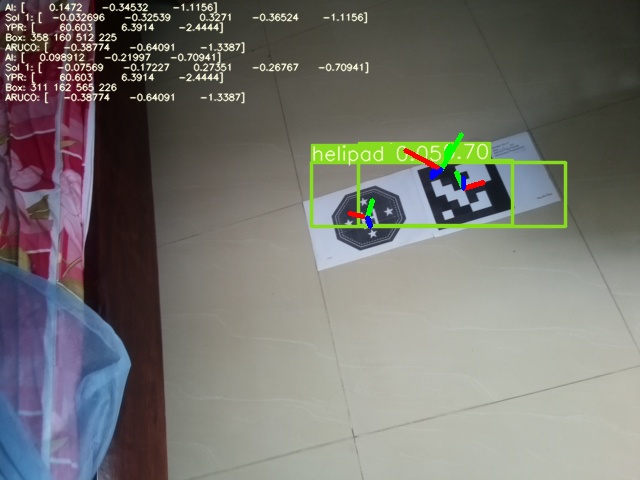 AI: [ 0.1472 -0.34532 -1.1156]
Sol 1: [ -0.032696 -0.32539 0.3271 -0.36524 -1.1156]
YPR: [ 60.603 6.3914 -2.4444]
Box: 358 160 512 225
ARUCO: [ -0.38774 -0.64091 -1.3387]
AI: [ 0.098912 -0.21997 -0.70941]
Sol 1: [ -0.07569 -0.17227 0.27351 -0.26767 -0.70941]
YPR: [ 60.603 6.3914 -2.4444]
Box: 311 162 565 226
ARUCO: [ -0.38774 -0.64091 -1.3387]
helipad